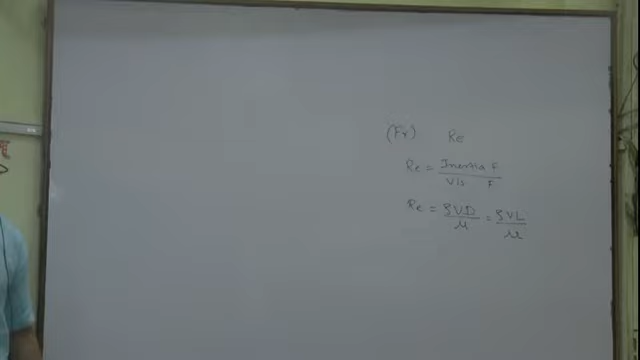 (Fr) Re
Re = Inertia F / Vis F
Re = ρVD / μ = ρVL / μ